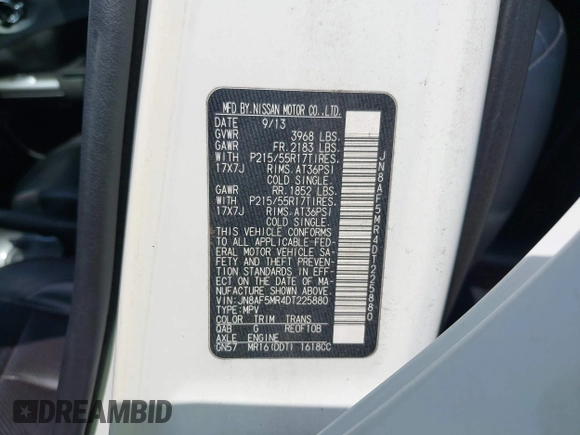 MFD BY NISSAN MOTOR CO.,LTD.
DATE 9/13
GVWR 3968 LBS.
GAWR FR. 2183 LBS.
WITH P215/55R17TIRES.
17X7J RIMS. AT36PSI
COLD SINGLE.
GAWR RR. 1852 LBS.
WITH P215/55R17TIRES.
17X7J RIMS. AT36PSI
COLD SINGLE.
THIS VEHICLE CONFORMS
TO ALL APPLICABLE FED-
ERAL MOTOR VEHICLE SA-
FETY AND THEFT PREVEN-
TION STANDARDS IN EFF-
ECT ON THE DATE OF MA-
NUFACTURE SHOWN ABOVE.
VIN: JN8AF5MR4DT225880
TYPE: MPV
COLOR TRIM TRANS
QAB G RE0F10B
AXLE ENGINE
GN57 MR16(DDT) 1618CC
JN8AF5MR4DT225880
DREAMBID